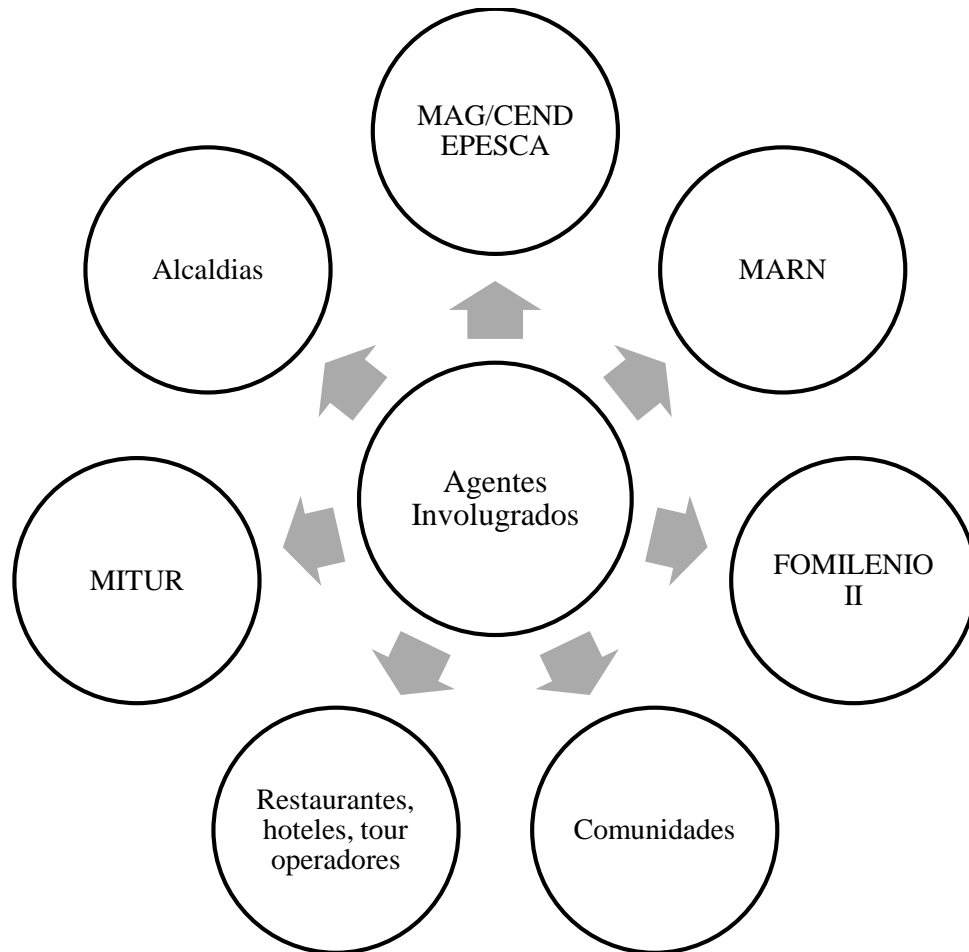 MAG/CEND
EPESCA
MARN
FOMILENIO
II
Comunidades
Restaurantes,
hoteles, tour
operadores
MITUR
Alcaldias
Agentes
Involugrados